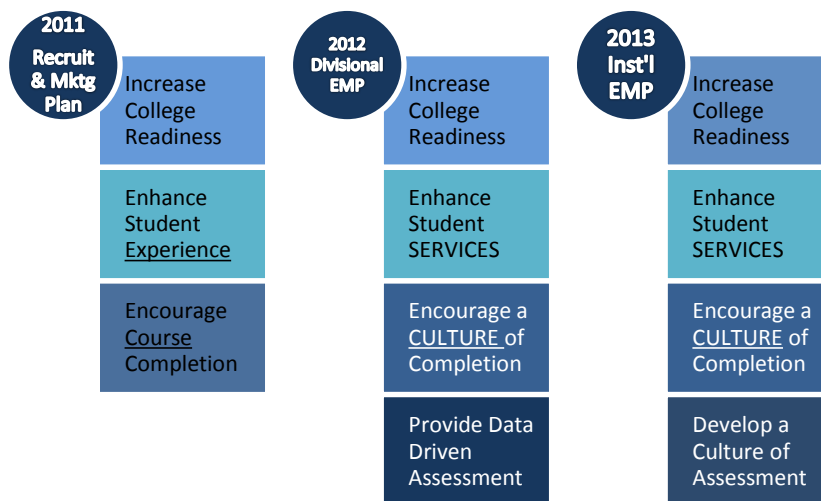 2011
Recruit
& Mktg
Plan
Increase
College
Readiness
Enhance
Student
Experience
Encourage
Course
Completion
2012
Divisional
EMP
Increase
College
Readiness
Enhance
Student
SERVICES
Encourage a
CULTURE of
Completion
Provide Data
Driven
Assessment
2013
Inst'l
EMP
Increase
College
Readiness
Enhance
Student
SERVICES
Encourage a
CULTURE of
Completion
Develop a
Culture of
Assessment